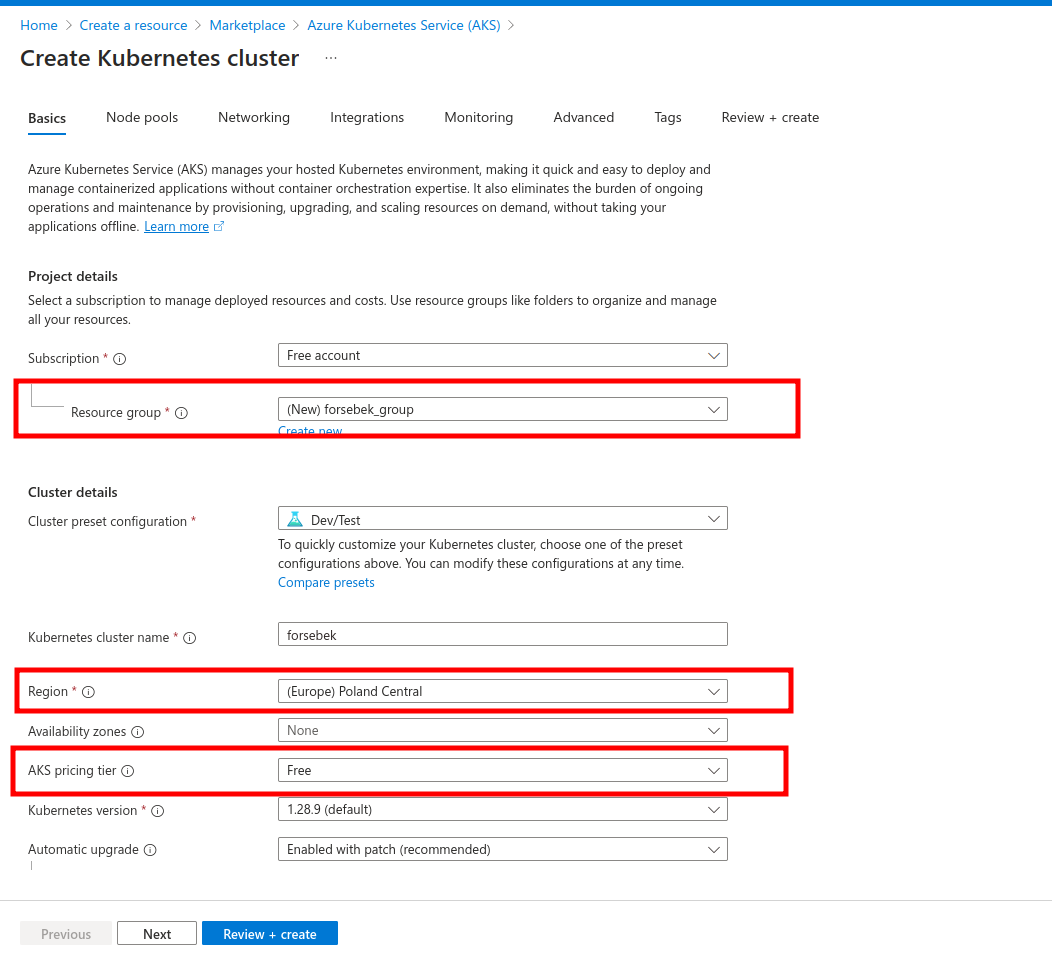 Home > Create a resource > Marketplace > Azure Kubernetes Service (AKS) >
Create Kubernetes cluster ...
Basics Node pools Networking Integrations Monitoring Advanced Tags Review + create
Azure Kubernetes Service (AKS) manages your hosted Kubernetes environment, making it quick and easy to deploy and
manage containerized applications without container orchestration expertise. It also eliminates the burden of ongoing
operations and maintenance by provisioning, upgrading, and scaling resources on demand, without taking your
applications offline. Learn more
Project details
Select a subscription to manage deployed resources and costs. Use resource groups like folders to organize and manage
all your resources.
Subscription * Free account
Resource group * (New) forsebek_group
Create new
Cluster details
Cluster preset configuration * Dev/Test
To quickly customize your Kubernetes cluster, choose one of the preset
configurations above. You can modify these configurations at any time.
Compare presets
Kubernetes cluster name * forsebek
Region * (Europe) Poland Central
Availability zones None
AKS pricing tier Free
Kubernetes version * 1.28.9 (default)
Automatic upgrade Enabled with patch (recommended)
Previous Next Review + create